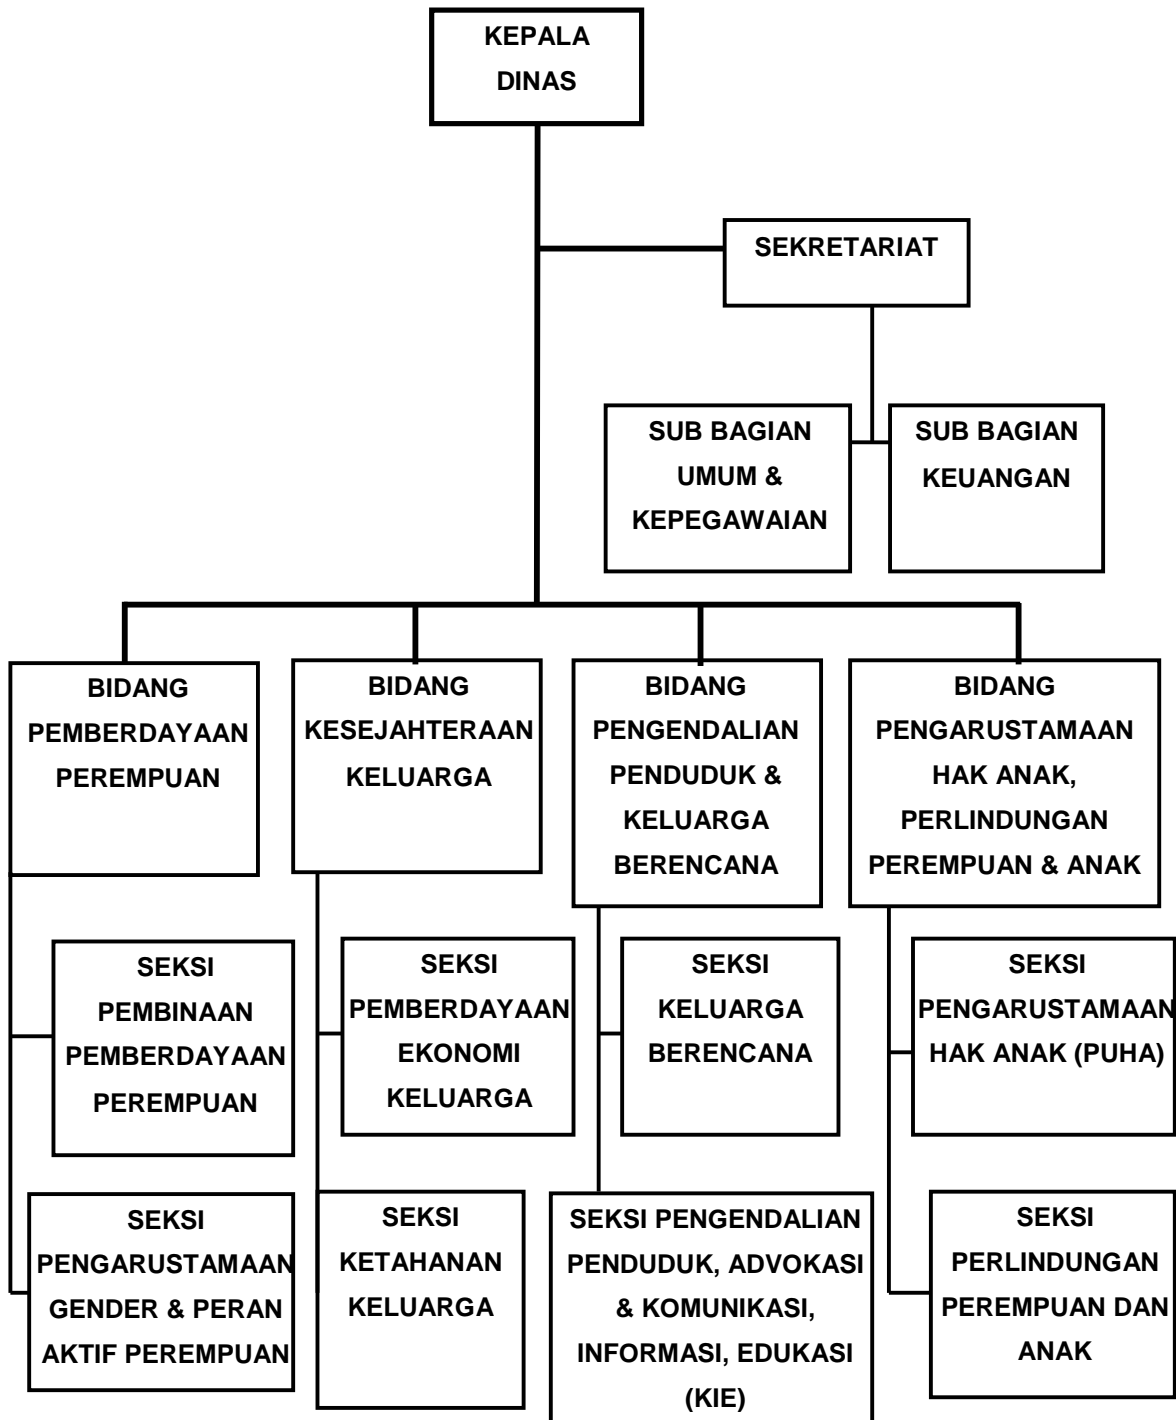 KEPALA
DINAS
SEKRETARIAT
SUB BAGIAN
UMUM &
KEPEGAWAIAN
SUB BAGIAN
KEUANGAN
BIDANG
PEMBERDAYAAN
PEREMPUAN
BIDANG
KESEJAHTERAAN
KELUARGA
BIDANG
PENGENDALIAN
PENDUDUK &
KELUARGA
BERENCANA
BIDANG
PENGARUSTAMAAN
HAK ANAK,
PERLINDUNGAN
PEREMPUAN & ANAK
SEKSI
PEMBINAAN
PEMBERDAYAAN
PEREMPUAN
SEKSI
PEMBERDAYAAN
EKONOMI
KELUARGA
SEKSI
KELUARGA
BERENCANA
SEKSI
PENGARUSTAMAAN
HAK ANAK (PUHA)
SEKSI
PENGARUSTAMAAN
GENDER & PERAN
AKTIF PEREMPUAN
SEKSI
KETAHANAN
KELUARGA
SEKSI PENGENDALIAN
PENDUDUK, ADVOKASI
& KOMUNIKASI,
INFORMASI, EDUKASI
(KIE)
SEKSI
PERLINDUNGAN
PEREMPUAN DAN
ANAK